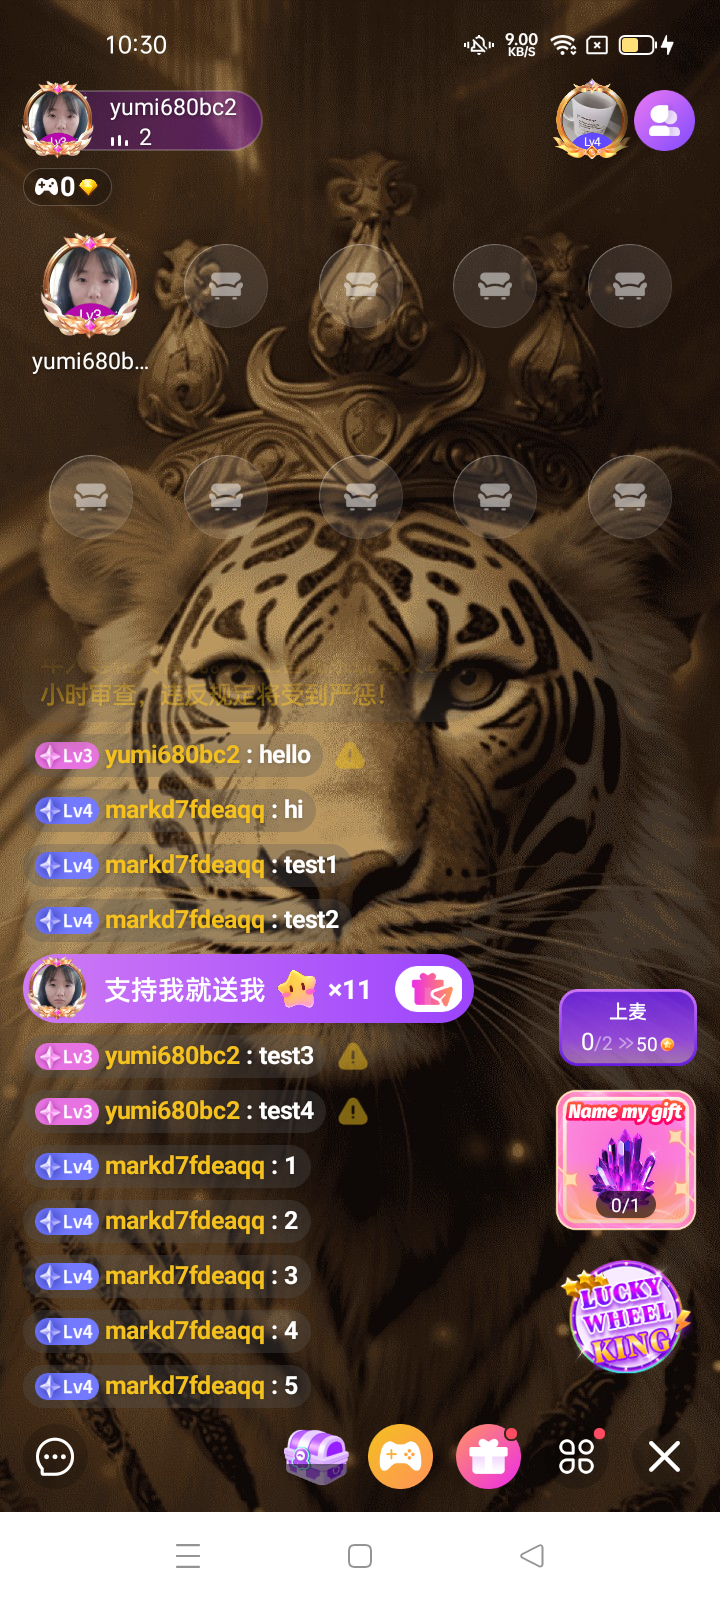 10:30
9.00
KB/S
yumi680bc2
2
Lv3
Lv4
0
Lv3
yumi680b...
小时审查，违反规定将受到严惩!
Lv3 yumi680bc2 : hello
Lv4 markd7fdeaqq : hi
Lv4 markd7fdeaqq : test1
Lv4 markd7fdeaqq : test2
支持我就送我 ×11
上麦
0/2 50
Lv3 yumi680bc2 : test3
Lv3 yumi680bc2 : test4
Name my gift
0/1
Lv4 markd7fdeaqq : 1
Lv4 markd7fdeaqq : 2
Lv4 markd7fdeaqq : 3
Lv4 markd7fdeaqq : 4
Lv4 markd7fdeaqq : 5
LUCKY
WHEEL
KING